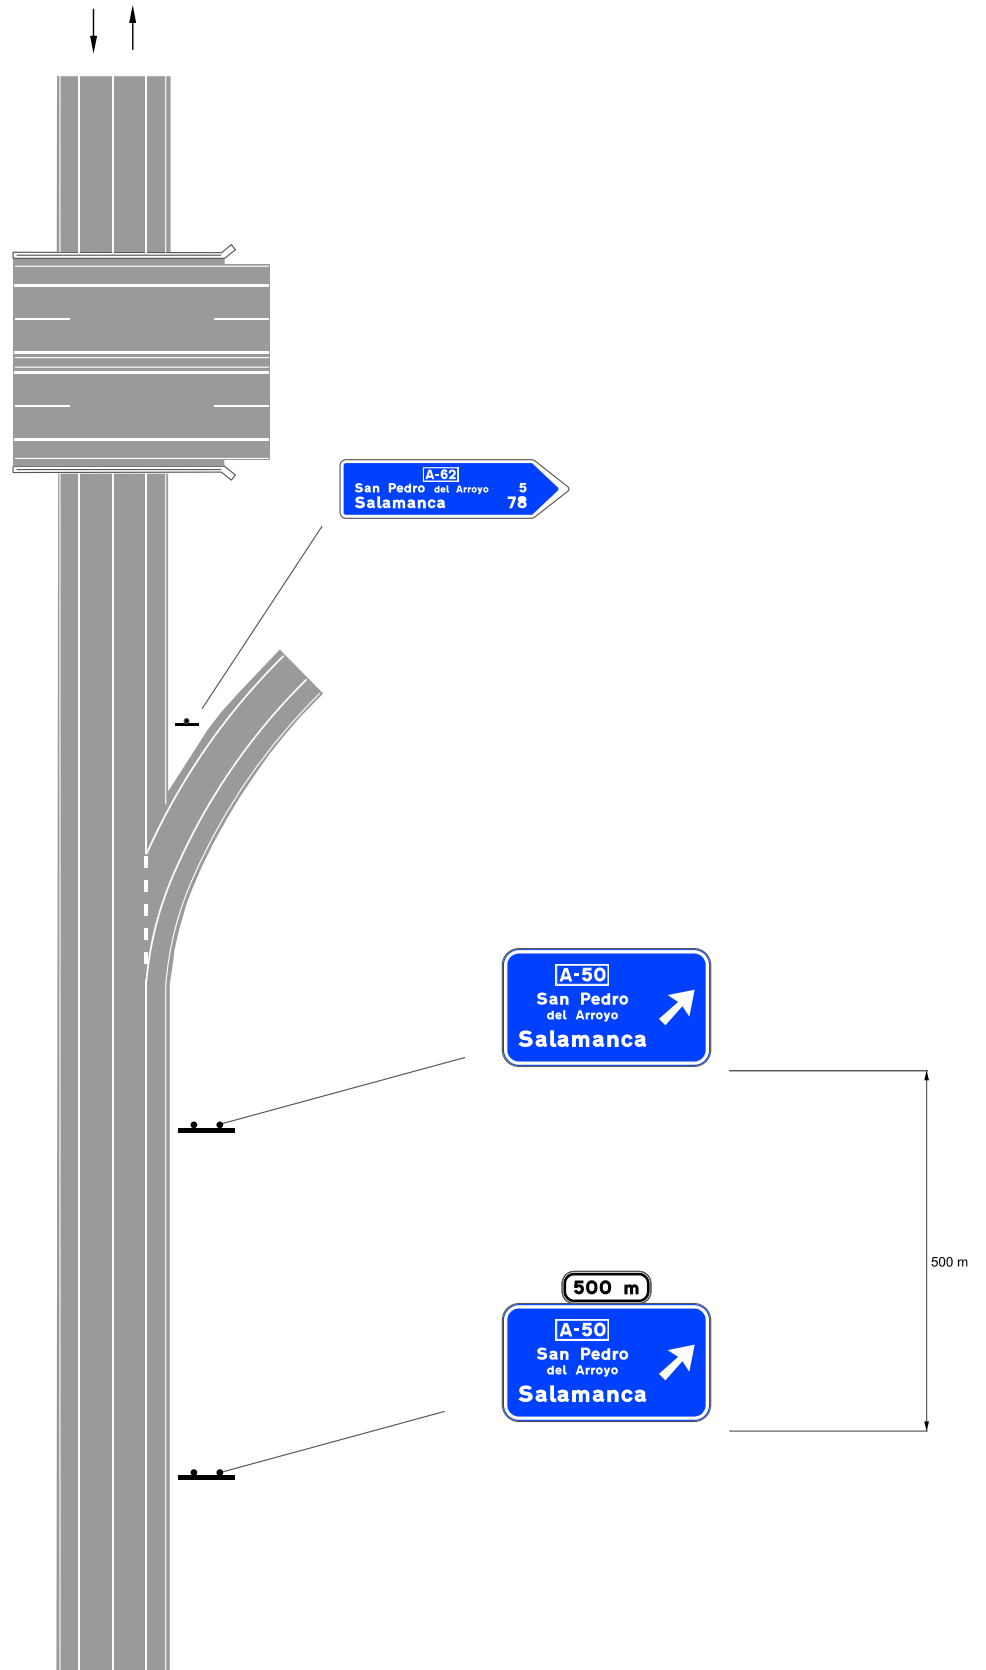 A-62
San Pedro del Arroyo 5
Salamanca 78
A-50
San Pedro
del Arroyo
Salamanca
500 m
500 m
A-50
San Pedro
del Arroyo
Salamanca